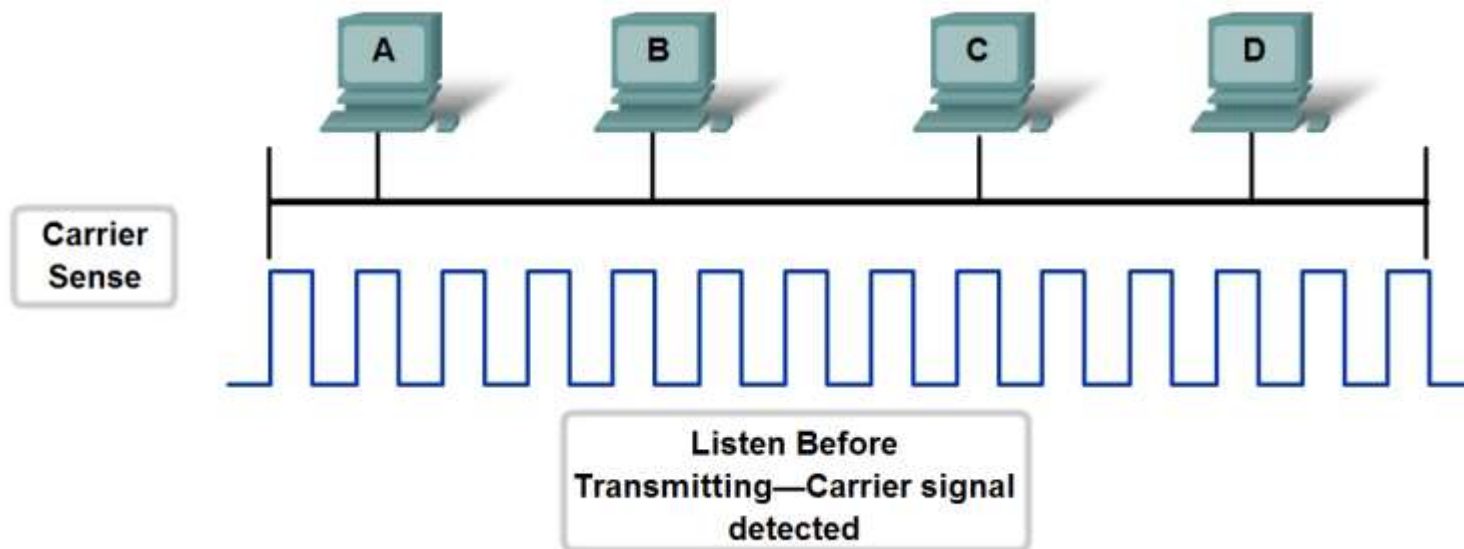 A
B
C
D
Carrier
Sense
Listen Before
Transmitting—Carrier signal
detected